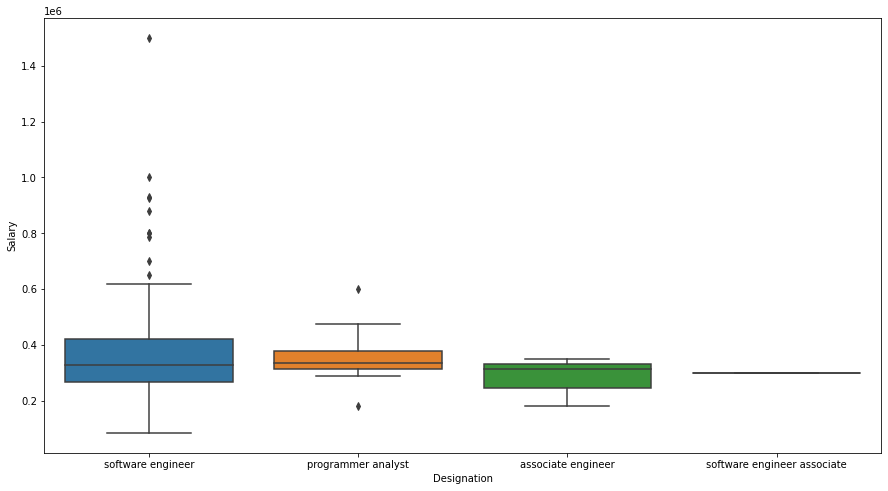 1e6
1.4
1.2
1.0
0.8
0.6
0.4
0.2
Salary
software engineer
programmer analyst
associate engineer
software engineer associate
Designation